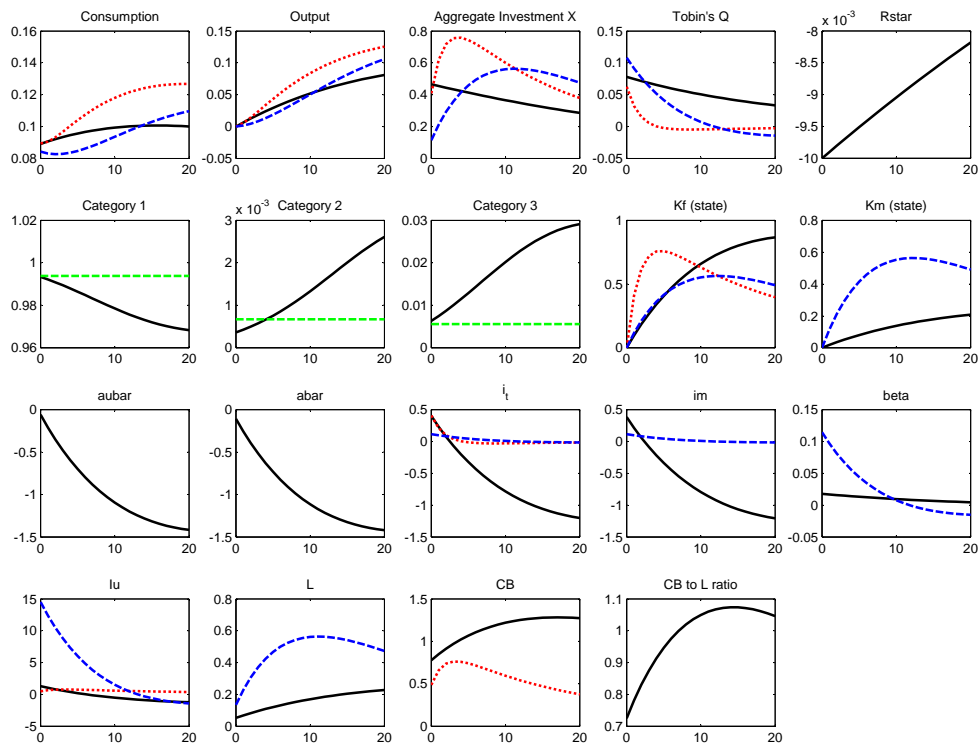 Consumption
0.16
0.14
0.12
0.1
0.08
0 10 20
Output
0.15
0.1
0.05
0
-0.05
0 10 20
Aggregate Investment X
0.8
0.6
0.4
0.2
0
0 10 20
Tobin's Q
0.15
0.1
0.05
0
-0.05
0 10 20
x 10-3
Rstar
-8
-8.5
-9
-9.5
-10
0 10 20
Category 1
1.02
1
0.98
0.96
0 10 20
x 10-3
Category 2
3
2
1
0
0 10 20
Category 3
0.03
0.02
0.01
0
0 10 20
Kf (state)
1
0.5
0
0 10 20
Km (state)
0.8
0.6
0.4
0.2
0
0 10 20
aubar
0
-0.5
-1
-1.5
0 10 20
abar
0
-0.5
-1
-1.5
0 10 20
it
0.5
0
-0.5
-1
-1.5
0 10 20
im
0.5
0
-0.5
-1
-1.5
0 10 20
beta
0.15
0.1
0.05
0
-0.05
0 10 20
Iu
15
10
5
0
-5
0 10 20
L
0.8
0.6
0.4
0.2
0
0 10 20
CB
1.5
1
0.5
0
0 10 20
CB to L ratio
1.1
1
0.9
0.8
0.7
0 10 20